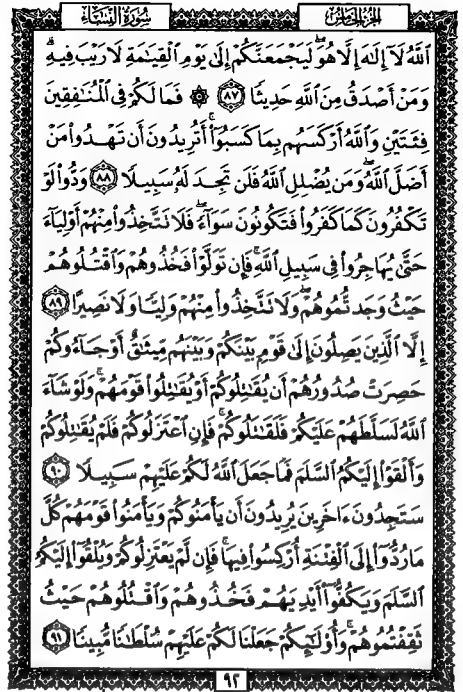 الجزء الخامس
سورة النساء
اللَّهُ لَا إِلَٰهَ إِلَّا هُوَ ۚ لَيَجْمَعَنَّكُمْ إِلَىٰ يَوْمِ الْقِيَامَةِ لَا رَيْبَ فِيهِ ۗ
وَمَنْ أَصْدَقُ مِنَ اللَّهِ حَدِيثًا ٨٧ ۞ فَمَا لَكُمْ فِي الْمُنَافِقِينَ
فِئَتَيْنِ وَاللَّهُ أَرْكَسَهُم بِمَا كَسَبُوا ۚ أَتُرِيدُونَ أَن تَهْدُوا مَنْ
أَضَلَّ اللَّهُ ۖ وَمَن يُضْلِلِ اللَّهُ فَلَن تَجِدَ لَهُ سَبِيلًا ٨٨ وَدُّوا لَوْ
تَكْفُرُونَ كَمَا كَفَرُوا فَتَكُونُونَ سَوَاءً ۖ فَلَا تَتَّخِذُوا مِنْهُمْ أَوْلِيَاءَ
حَتَّىٰ يُهَاجِرُوا فِي سَبِيلِ اللَّهِ ۚ فَإِن تَوَلَّوْا فَخُذُوهُمْ وَاقْتُلُوهُمْ
حَيْثُ وَجَدتُّمُوهُمْ ۖ وَلَا تَتَّخِذُوا مِنْهُمْ وَلِيًّا وَلَا نَصِيرًا ٨٩
إِلَّا الَّذِينَ يَصِلُونَ إِلَىٰ قَوْمٍ بَيْنَكُمْ وَبَيْنَهُم مِّيثَاقٌ أَوْ جَاءُوكُمْ
حَصِرَتْ صُدُورُهُمْ أَن يُقَاتِلُوكُمْ أَوْ يُقَاتِلُوا قَوْمَهُمْ ۚ وَلَوْ شَاءَ
اللَّهُ لَسَلَّطَهُمْ عَلَيْكُمْ فَلَقَاتَلُوكُمْ ۚ فَإِنِ اعْتَزَلُوكُمْ فَلَمْ يُقَاتِلُوكُمْ
وَأَلْقَوْا إِلَيْكُمُ السَّلَمَ فَمَا جَعَلَ اللَّهُ لَكُمْ عَلَيْهِمْ سَبِيلًا ٩٠
سَتَجِدُونَ ءَاخَرِينَ يُرِيدُونَ أَن يَأْمَنُوكُمْ وَيَأْمَنُوا قَوْمَهُمْ كُلَّ
مَا رُدُّوا إِلَى الْفِتْنَةِ أُرْكِسُوا فِيهَا ۚ فَإِن لَّمْ يَعْتَزِلُوكُمْ وَيُلْقُوا إِلَيْكُمُ
السَّلَمَ وَيَكُفُّوا أَيْدِيَهُمْ فَخُذُوهُمْ وَاقْتُلُوهُمْ حَيْثُ
ثَقِفْتُمُوهُمْ ۚ وَأُولَٰئِكُمْ جَعَلْنَا لَكُمْ عَلَيْهِمْ سُلْطَانًا مُّبِينًا ٩١
٩٢